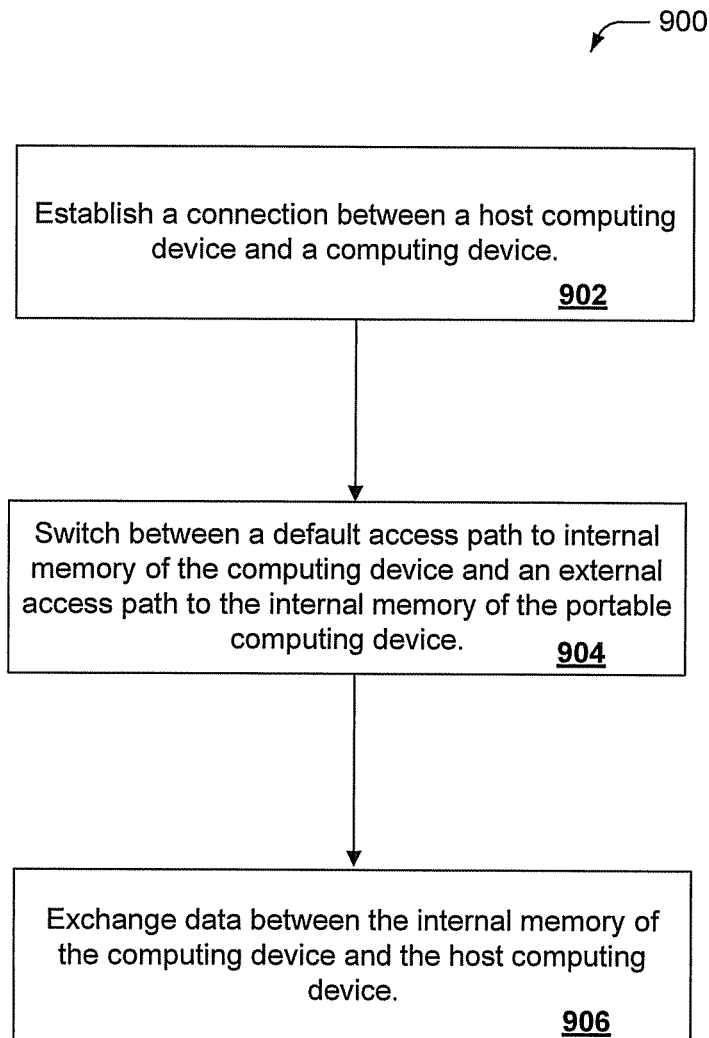 900
Establish a connection between a host computing
device and a computing device.
902
Switch between a default access path to internal
memory of the computing device and an external
access path to the internal memory of the portable
computing device.
904
Exchange data between the internal memory of
the computing device and the host computing
device.
906